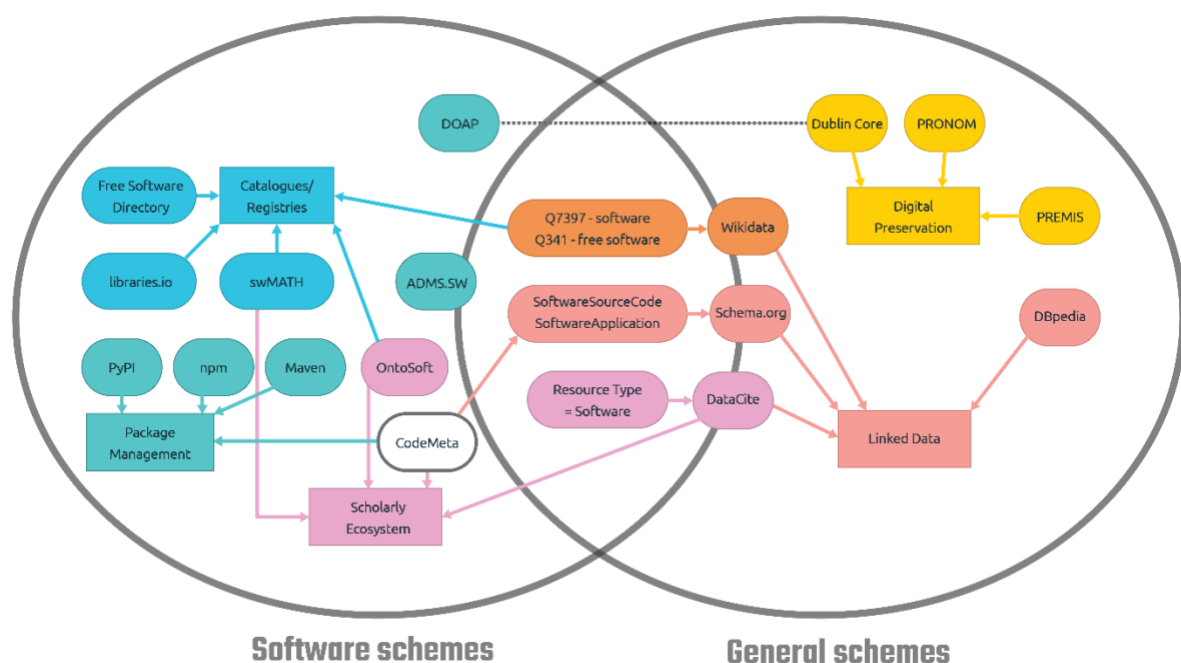 DOAP
Dublin Core
PRONOM
Free Software
Directory
Catalogues/
Registries
Q7397 - software
Q341 - free software
Wikidata
Digital
Preservation
PREMIS
libraries.io
swMATH
ADMS.SW
SoftwareSourceCode
SoftwareApplication
Schema.org
DBpedia
PyPI
npm
Maven
OntoSoft
Resource Type
= Software
DataCite
Package
Management
CodeMeta
Linked Data
Scholarly
Ecosystem
Software schemes
General schemes